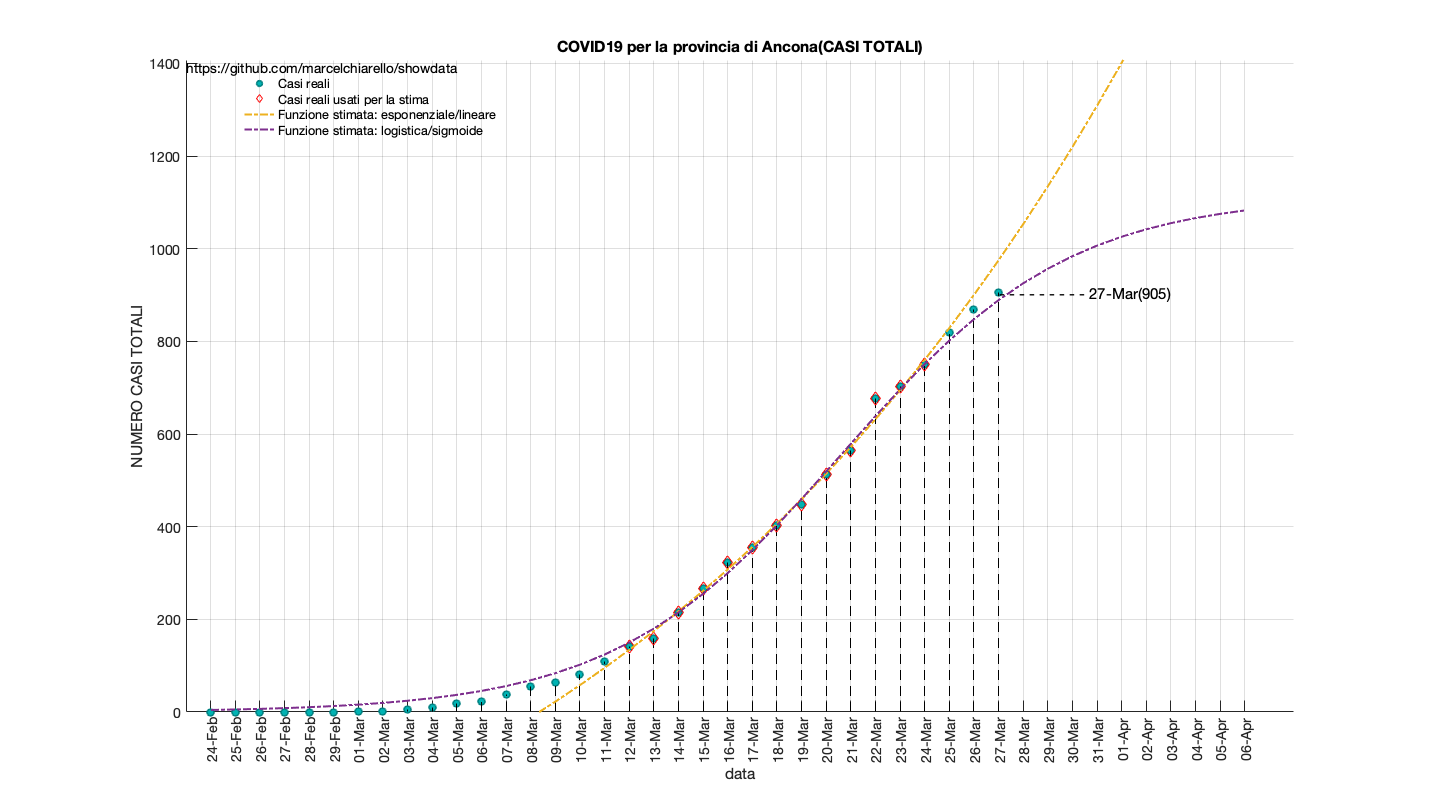 COVID19 per la provincia di Ancona(CASI TOTALI)
https://github.com/marcelchiarello/showdata
Casi reali
Casi reali usati per la stima
Funzione stimata: esponenziale/lineare
Funzione stimata: logistica/sigmoide
NUMERO CASI TOTALI
1400
1200
1000
800
600
400
200
0
27-Mar(905)
24-Feb
25-Feb
26-Feb
27-Feb
28-Feb
29-Feb
01-Mar
02-Mar
03-Mar
04-Mar
05-Mar
06-Mar
07-Mar
08-Mar
09-Mar
10-Mar
11-Mar
12-Mar
13-Mar
14-Mar
15-Mar
16-Mar
17-Mar
18-Mar
19-Mar
20-Mar
21-Mar
22-Mar
23-Mar
24-Mar
25-Mar
26-Mar
27-Mar
28-Mar
29-Mar
30-Mar
31-Mar
01-Apr
02-Apr
03-Apr
04-Apr
05-Apr
06-Apr
data